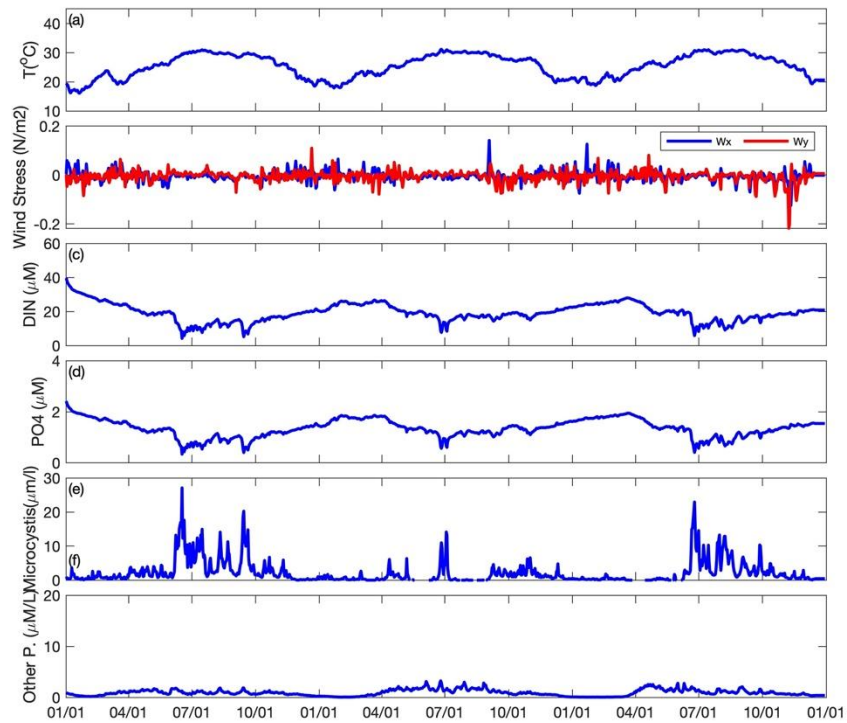 (a)
40
30
20
10
T(°C)
0.2
0
-0.2
Wind Stress (N/m2)
Wx
Wy
(c)
60
40
20
0
DIN (μM)
(d)
4
2
0
PO4 (μM)
(e)
30
20
10
0
Microcystis(μm/l)
(f)
20
10
0
Other P. (μM/L)
01/01 04/01 07/01 10/01 01/01 04/01 07/01 10/01 01/01 04/01 07/01 10/01 01/01